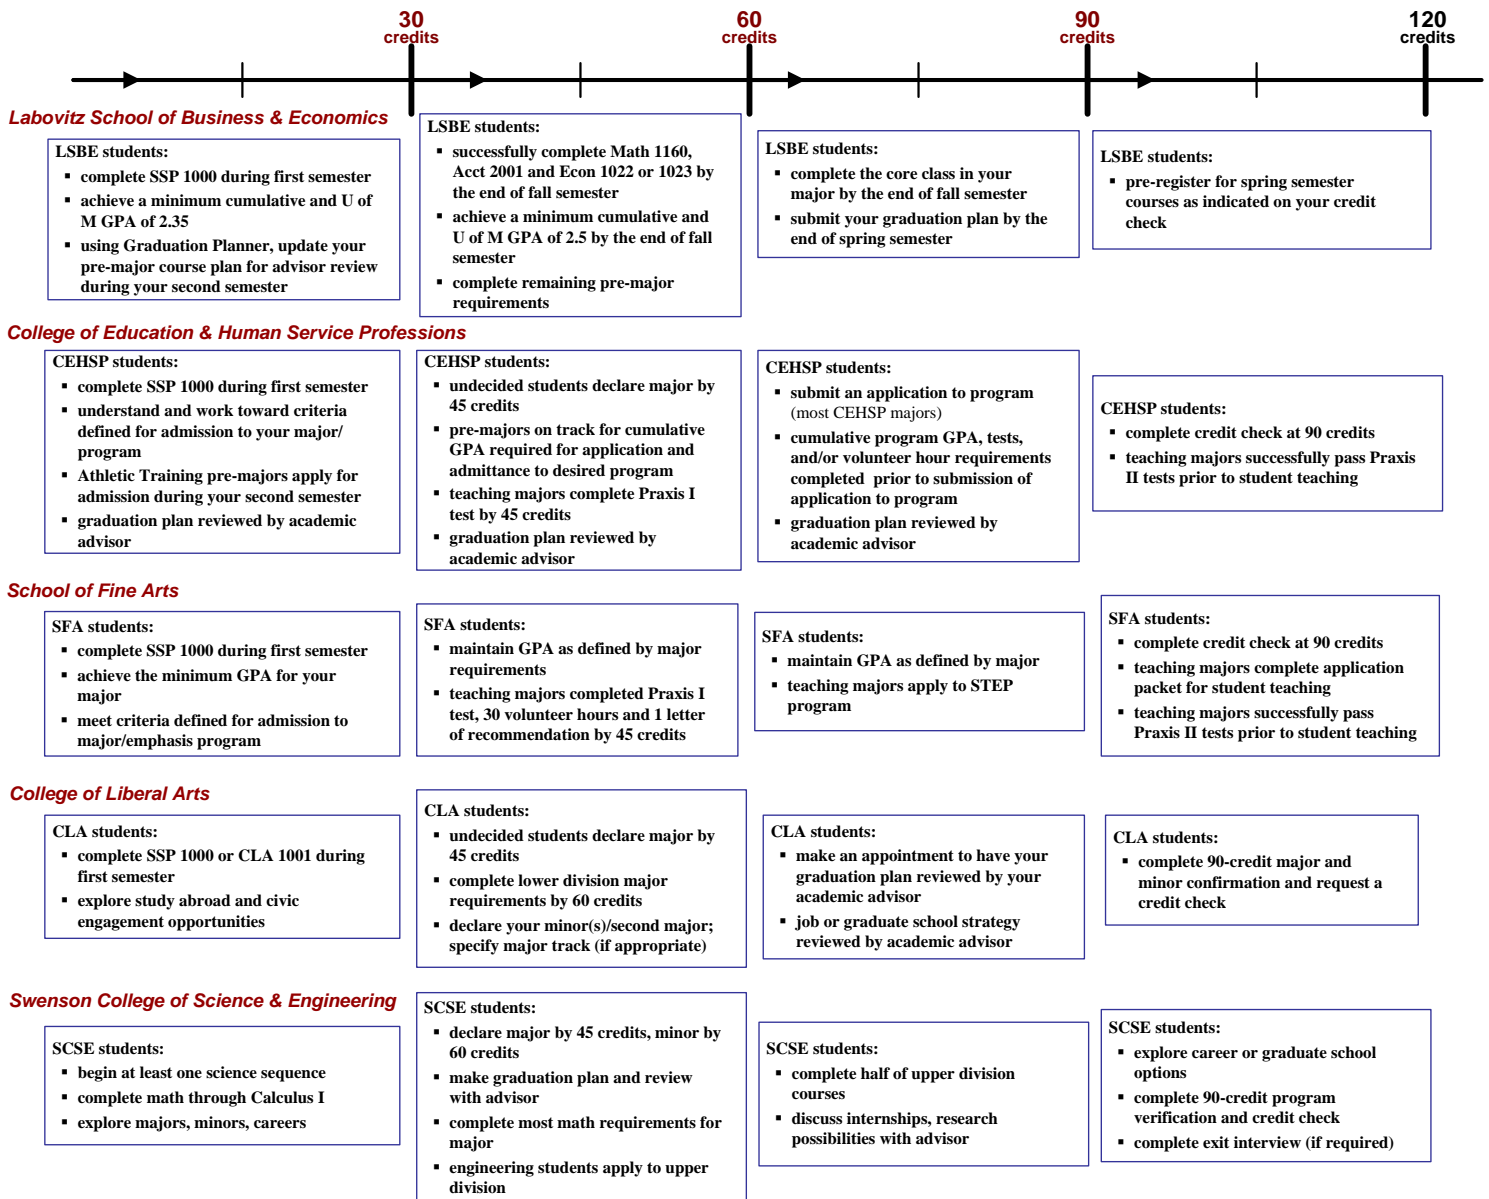 30
credits
60
credits
90
credits
120
credits
Labovitz School of Business & Economics
LSBE students:
▪ complete SSP 1000 during first semester
▪ achieve a minimum cumulative and U of
M GPA of 2.35
▪ using Graduation Planner, update your
pre-major course plan for advisor review
during your second semester
LSBE students:
▪ successfully complete Math 1160,
Acct 2001 and Econ 1022 or 1023 by
the end of fall semester
▪ achieve a minimum cumulative and
U of M GPA of 2.5 by the end of fall
semester
▪ complete remaining pre-major
requirements
LSBE students:
▪ complete the core class in your
major by the end of fall semester
▪ submit your graduation plan by the
end of spring semester
LSBE students:
▪ pre-register for spring semester
courses as indicated on your credit
check
College of Education & Human Service Professions
CEHSP students:
▪ complete SSP 1000 during first semester
▪ understand and work toward criteria
defined for admission to your major/
program
▪ Athletic Training pre-majors apply for
admission during your second semester
▪ graduation plan reviewed by academic
advisor
CEHSP students:
▪ undecided students declare major by
45 credits
▪ pre-majors on track for cumulative
GPA required for application and
admittance to desired program
▪ teaching majors complete Praxis I
test by 45 credits
▪ graduation plan reviewed by
academic advisor
CEHSP students:
▪ submit an application to program
(most CEHSP majors)
▪ cumulative program GPA, tests,
and/or volunteer hour requirements
completed prior to submission of
application to program
▪ graduation plan reviewed by
academic advisor
CEHSP students:
▪ complete credit check at 90 credits
▪ teaching majors successfully pass Praxis
II tests prior to student teaching
School of Fine Arts
SFA students:
▪ complete SSP 1000 during first semester
▪ achieve the minimum GPA for your
major
▪ meet criteria defined for admission to
major/emphasis program
SFA students:
▪ maintain GPA as defined by major
requirements
▪ teaching majors completed Praxis I
test, 30 volunteer hours and 1 letter
of recommendation by 45 credits
SFA students:
▪ maintain GPA as defined by major
▪ teaching majors apply to STEP
program
SFA students:
▪ complete credit check at 90 credits
▪ teaching majors complete application
packet for student teaching
▪ teaching majors successfully pass
Praxis II tests prior to student teaching
College of Liberal Arts
CLA students:
▪ complete SSP 1000 or CLA 1001 during
first semester
▪ explore study abroad and civic
engagement opportunities
CLA students:
▪ undecided students declare major by
45 credits
▪ complete lower division major
requirements by 60 credits
▪ declare your minor(s)/second major;
specify major track (if appropriate)
CLA students:
▪ make an appointment to have your
graduation plan reviewed by your
academic advisor
▪ job or graduate school strategy
reviewed by academic advisor
CLA students:
▪ complete 90-credit major and
minor confirmation and request a
credit check
Swenson College of Science & Engineering
SCSE students:
▪ begin at least one science sequence
▪ complete math through Calculus I
▪ explore majors, minors, careers
SCSE students:
▪ declare major by 45 credits, minor by
60 credits
▪ make graduation plan and review
with advisor
▪ complete most math requirements for
major
▪ engineering students apply to upper
division
SCSE students:
▪ complete half of upper division
courses
▪ discuss internships, research
possibilities with advisor
SCSE students:
▪ explore career or graduate school
options
▪ complete 90-credit program
verification and credit check
▪ complete exit interview (if required)